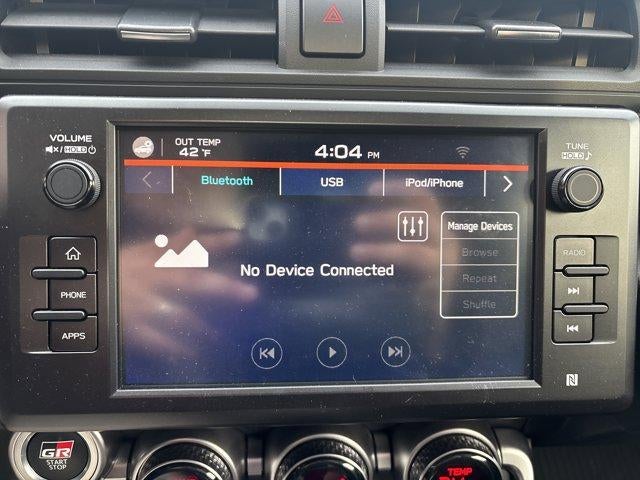 VOLUME
HOLD
OUT TEMP
42 °F
4:04 PM
TUNE
HOLD
Bluetooth
USB
iPod/iPhone
Manage Devices
Browse
Repeat
Shuffle
No Device Connected
PHONE
APPS
RADIO
N
GR
START
STOP
TEMP